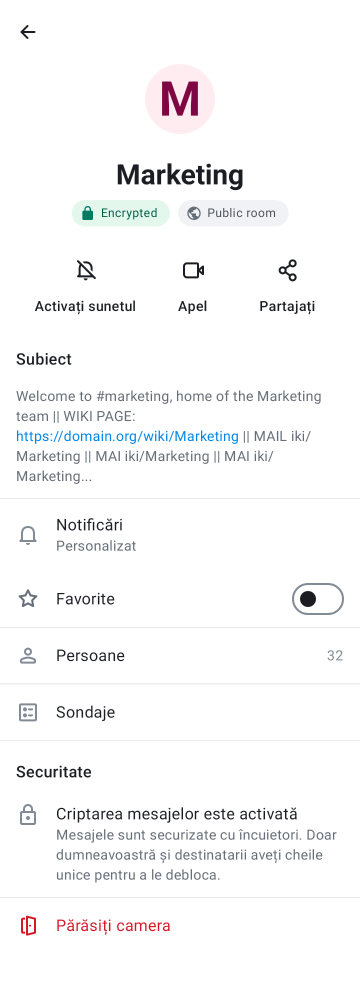 M
Marketing
Encrypted
Public room
Activați sunetul
Apel
Partajați
Subiect
Welcome to #marketing, home of the Marketing
team || WIKI PAGE:
https://domain.org/wiki/Marketing || MAIL iki/
Marketing || MAI iki/Marketing || MAI iki/
Marketing...
Notificări
Personalizat
Favorite
Persoane
32
Sondaje
Securitate
Criptarea mesajelor este activată
Mesajele sunt securizate cu încuietori. Doar
dumneavoastră și destinatarii aveți cheile
unice pentru a le debloca.
Părăsiți camera